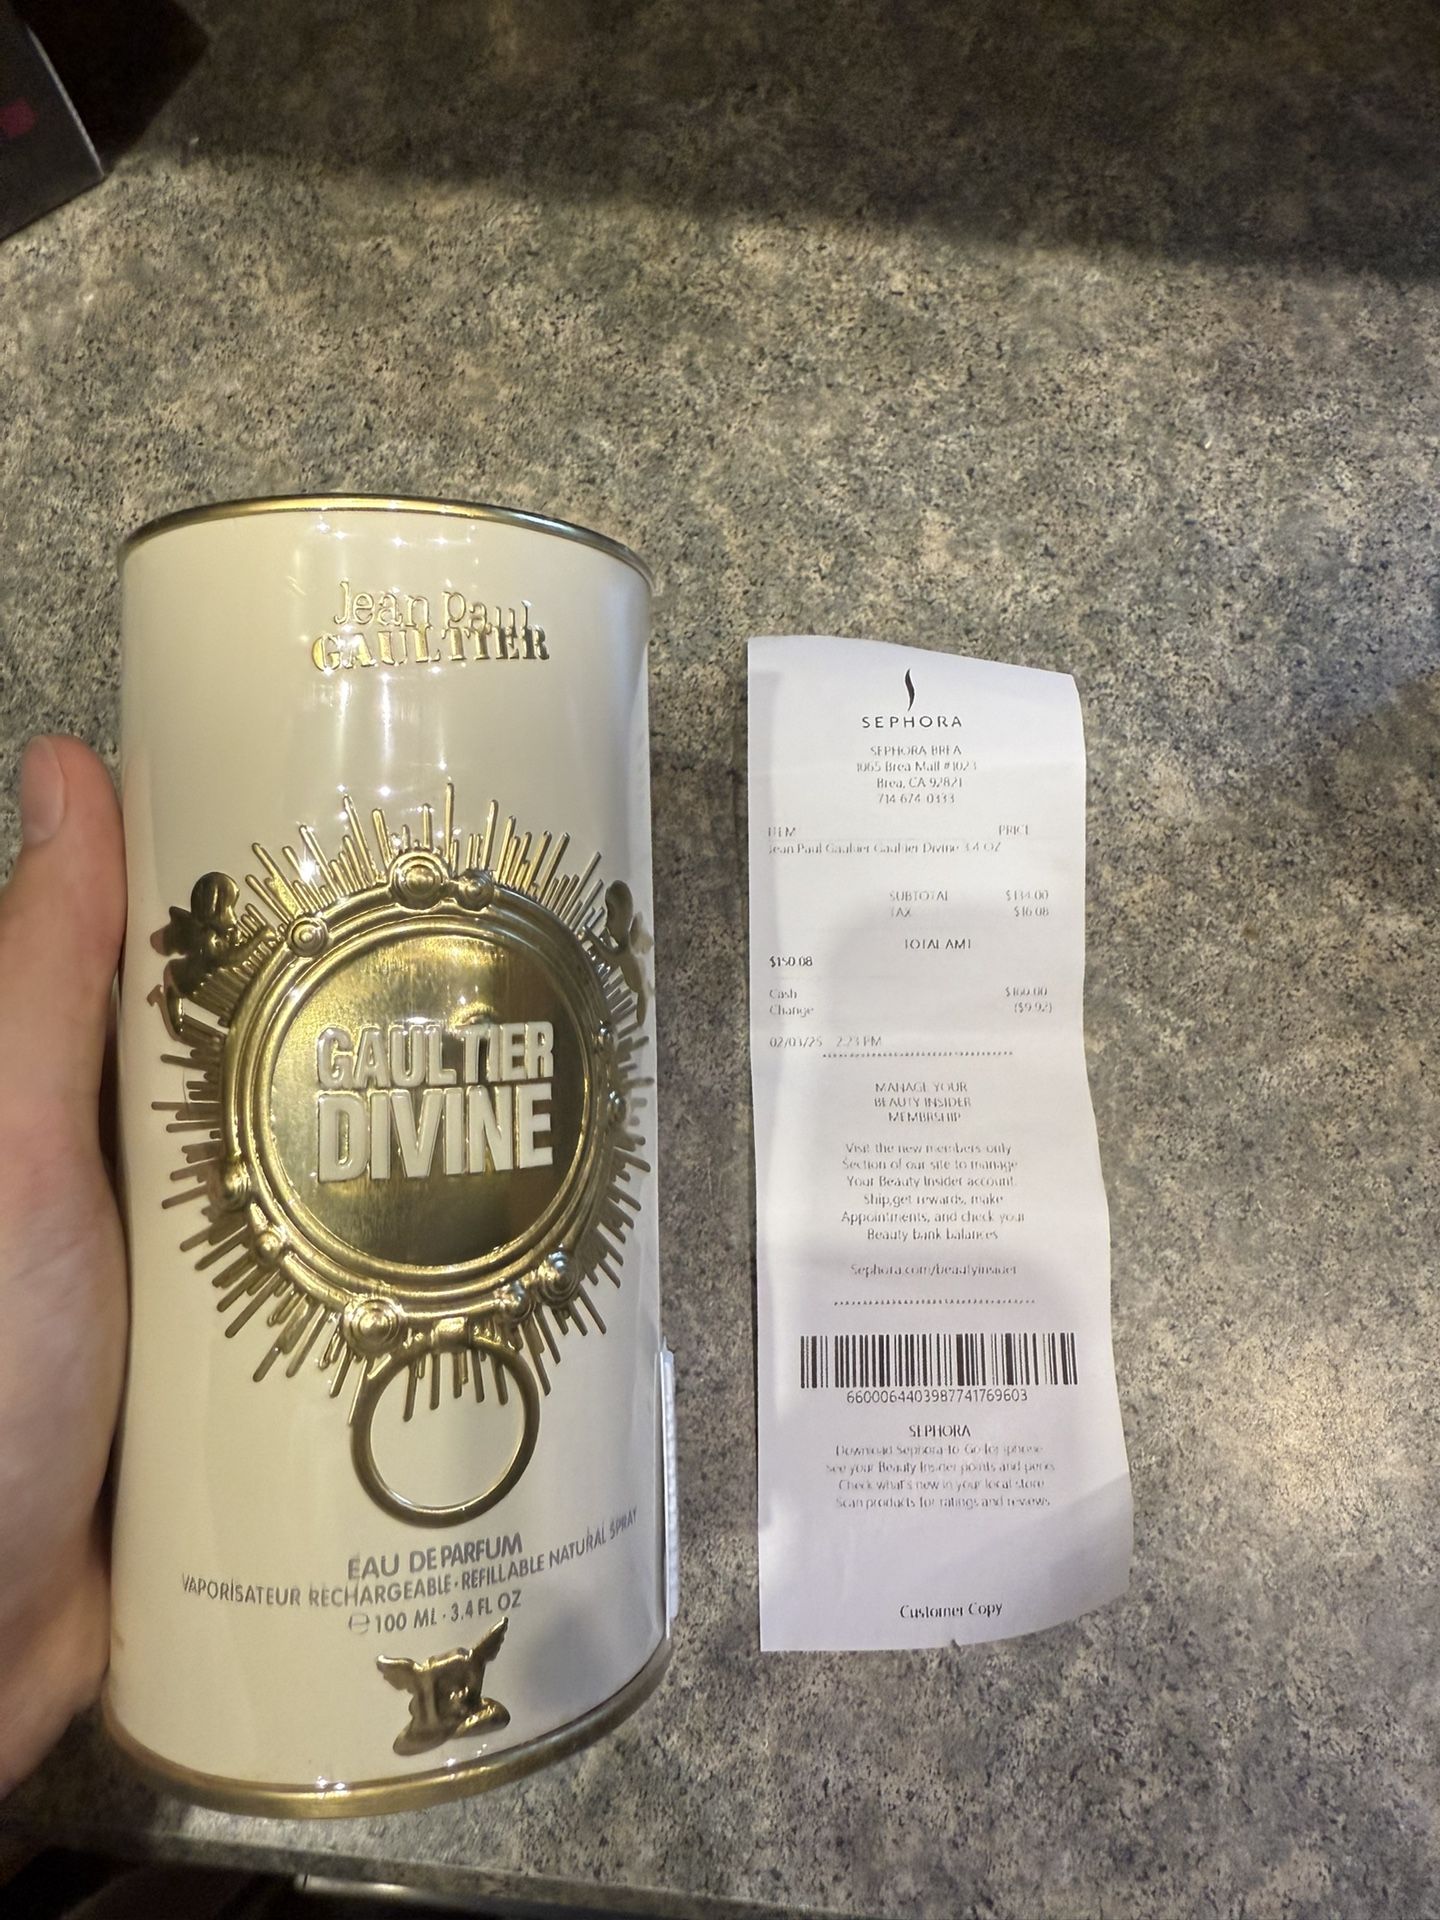 Jean Paul
GAULTIER
GAULTIER
DIVINE
EAU DE PARFUM
VAPORISATEUR RECHARGEABLE · REFILLABLE NATURAL SPRAY
℮ 100 ML · 3.4 FL OZ
SEPHORA
SEPHORA BREA
1065 Brea Mall #1023
Brea, CA 92821
714 674 0333
ITEM PRICE
Jean Paul Gaultier Gaultier Divine 3.4 OZ
SUBTOTAL $134.00
TAX $16.08
TOTAL AMT
$150.08
Cash $160.00
Change ($9.92)
02/03/25 2:23 PM
MANAGE YOUR
BEAUTY INSIDER
MEMBRSHIP
Visit the new members only
Section of our site to manage
Your Beauty Insider account.
Ship,get rewards, make
Appointments, and check your
Beauty bank balances
Sephora.com/beautyinsider
6600064403987741769603
SEPHORA
Download Sephora to Go for iphone
See your Beauty Insider points and perks
Check what's new in your local store
Scan products for ratings and reviews
Customer Copy